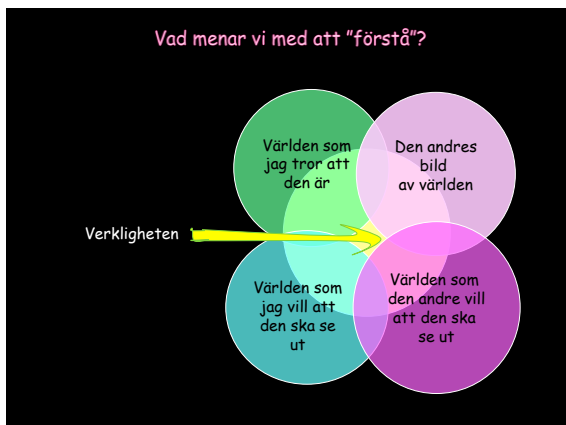 Vad menar vi med att "förstå"?
Världen som
jag tror att
den är
Den andres
bild
av världen
Verkligheten
Världen som
jag vill att
den ska se
ut
Världen som
den andre vill
att den ska
se ut